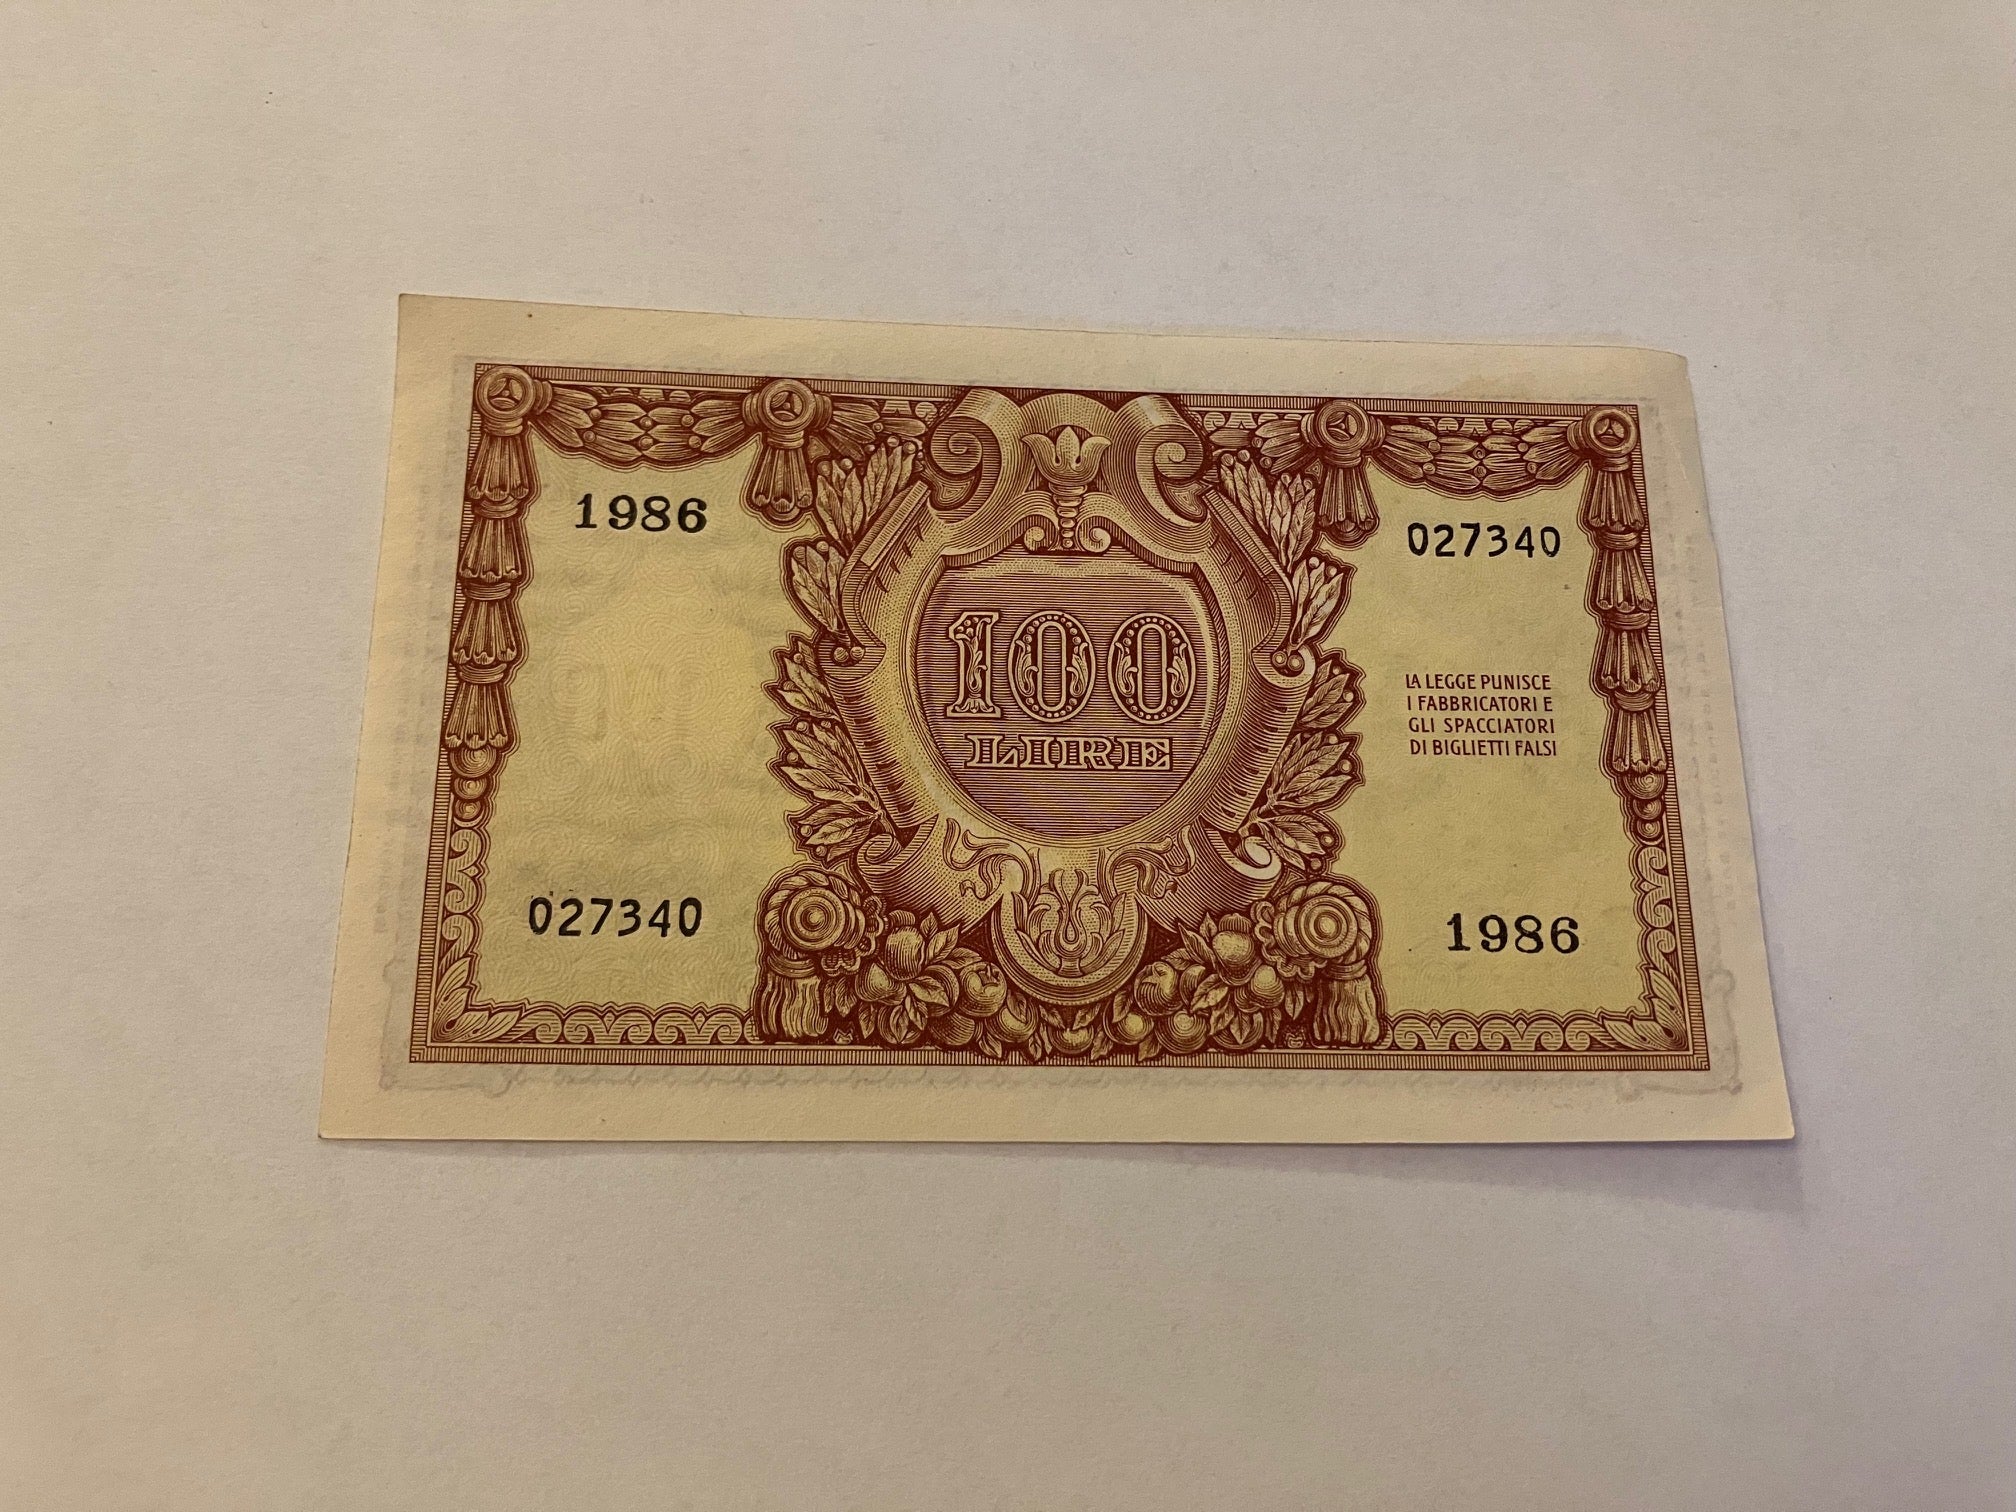 1986
027340
100
LIRE
LA LEGGE PUNISCE
I FABBRICATORI E
GLI SPACCIATORI
DI BIGLIETTI FALSI
027340
1986